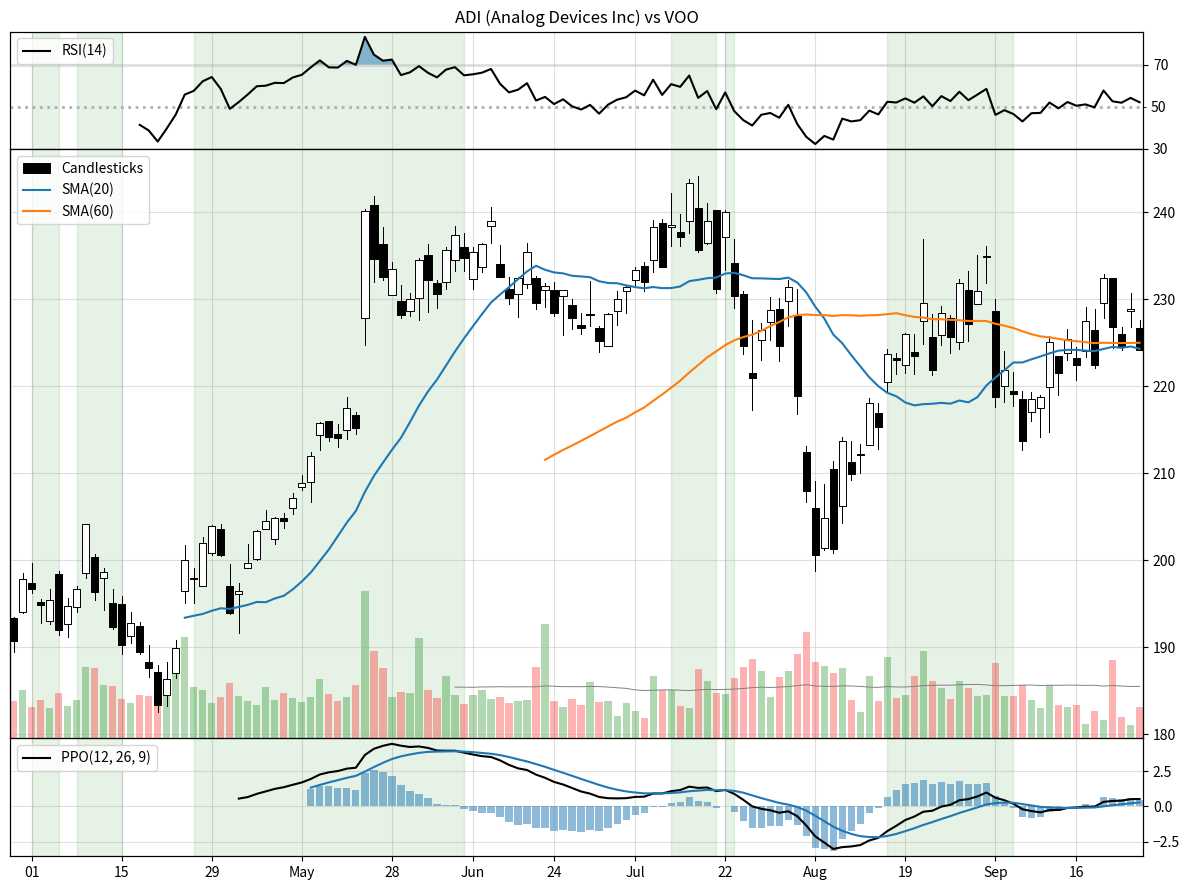 ADI (Analog Devices Inc) vs VOO
RSI(14)
70
50
30
Candlesticks
SMA(20)
SMA(60)
240
230
220
210
200
190
180
PPO(12, 26, 9)
2.5
0.0
−2.5
01 15 29 May 28 Jun 24 Jul 22 Aug 19 Sep 16